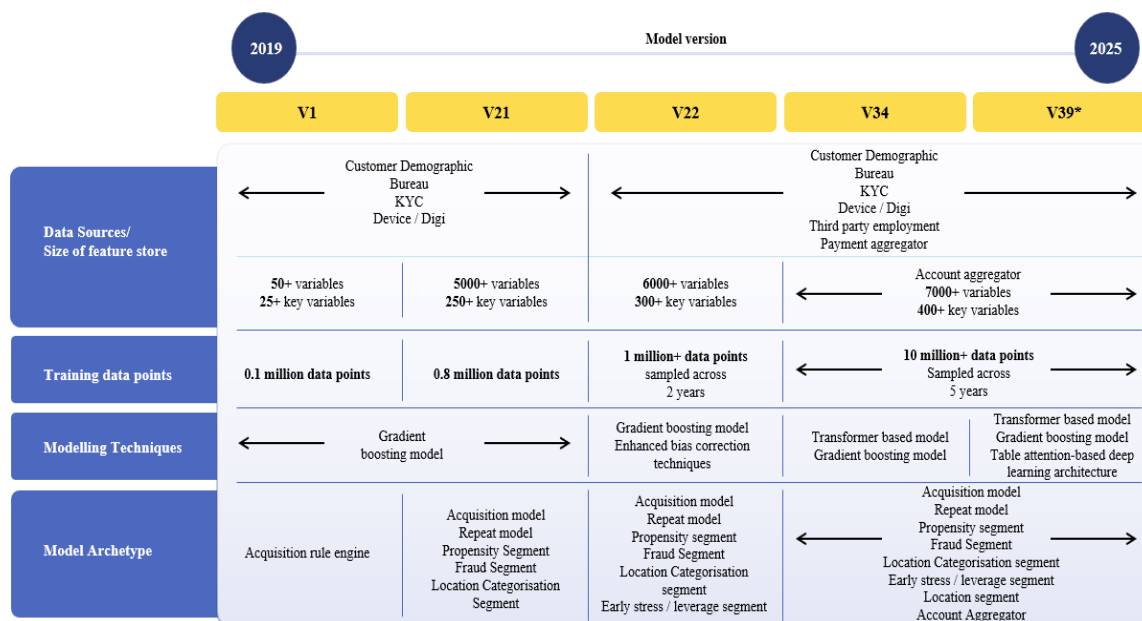 2019
Model version
2025
V1
V21
V22
V34
V39*
Data Sources/
Size of feature store
Customer Demographic
Bureau
KYC
Device / Digi
Customer Demographic
Bureau
KYC
Device / Digi
Third party employment
Payment aggregator
50+ variables
25+ key variables
5000+ variables
250+ key variables
6000+ variables
300+ key variables
Account aggregator
7000+ variables
400+ key variables
Training data points
0.1 million data points
0.8 million data points
1 million+ data points
sampled across
2 years
10 million+ data points
Sampled across
5 years
Modelling Techniques
Gradient
boosting model
Gradient boosting model
Enhanced bias correction
techniques
Transformer based model
Gradient boosting model
Transformer based model
Gradient boosting model
Table attention-based deep
learning architecture
Model Archetype
Acquisition rule engine
Acquisition model
Repeat model
Propensity Segment
Fraud Segment
Location Categorisation
Segment
Acquisition model
Repeat model
Propensity segment
Fraud Segment
Location Categorisation
segment
Early stress / leverage segment
Acquisition model
Repeat model
Propensity segment
Fraud Segment
Location Categorisation segment
Early stress / leverage segment
Location segment
Account Aggregator